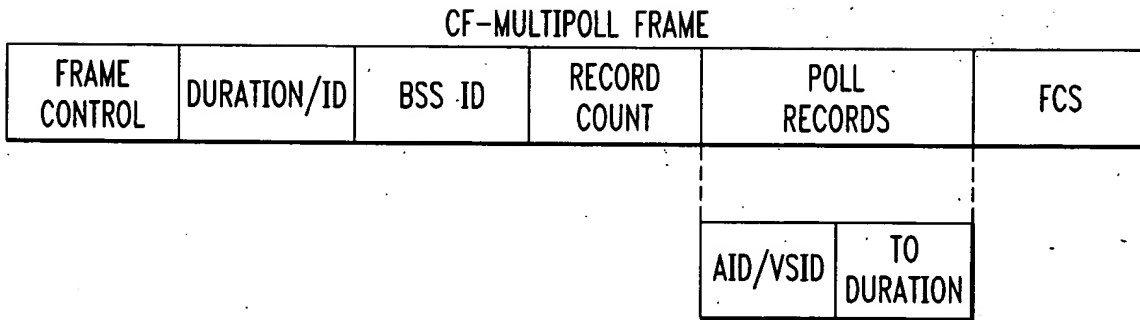 CF-MULTIPOLL FRAME
FRAME CONTROL
DURATION/ID
BSS ID
RECORD COUNT
POLL RECORDS
FCS
AID/VSID
TO DURATION